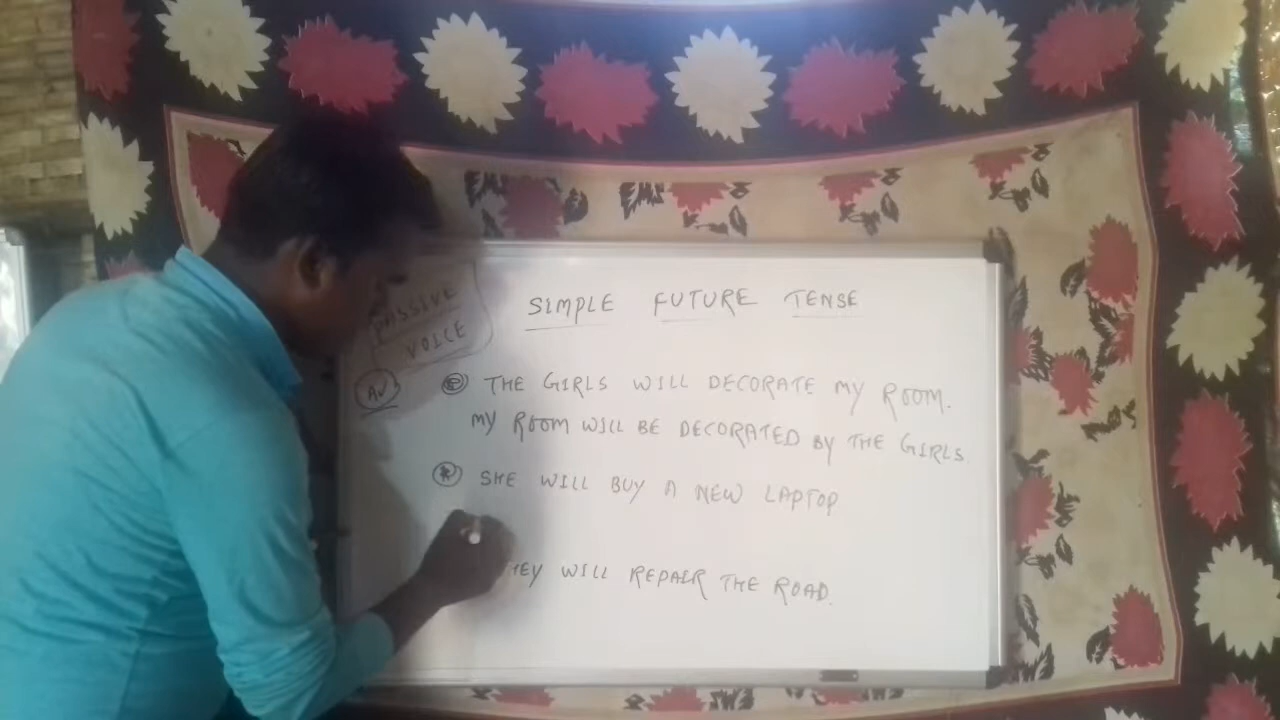 PASSIVE
VOICE
SIMPLE FUTURE TENSE
AV
THE GIRLS WILL DECORATE MY ROOM.
MY ROOM WILL BE DECORATED BY THE GIRLS
SHE WILL BUY A NEW LAPTOP
WILL REPAIR THE ROAD.